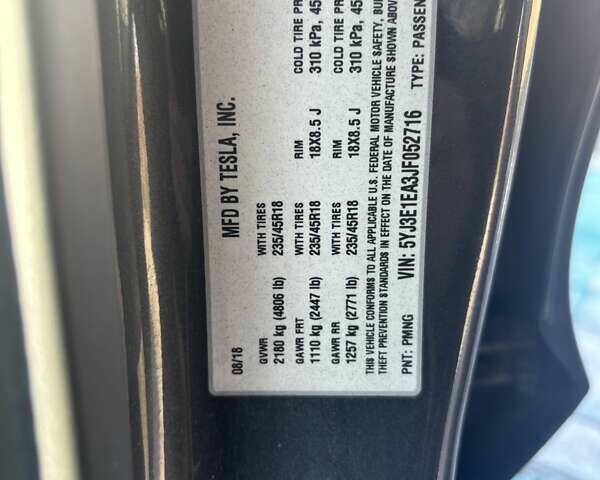 MFD BY TESLA, INC.
08/18
GVWR WITH TIRES RIM COLD TIRE
2180 kg (4806 lb) 235/45R18 18X8.5 J 310 kPa, 45
GAWR FRT WITH TIRES RIM COLD TIRE
1110 kg (2447 lb) 235/45R18
GAWR RR WITH TIRES RIM COLD TIRE
1257 kg (2771 lb) 235/45R18 18X8.5 J 310 kPa, 45
THIS VEHICLE CONFORMS TO ALL APPLICABLE U.S. FEDERAL MOTOR VEHICLE SAFETY,
THEFT PREVENTION STANDARDS IN EFFECT ON THE DATE OF MANUFACTURE SHOWN ABOV
PNT: PMNG VIN: 5YJ3E1EA3JF052716 TYPE: PASSEN